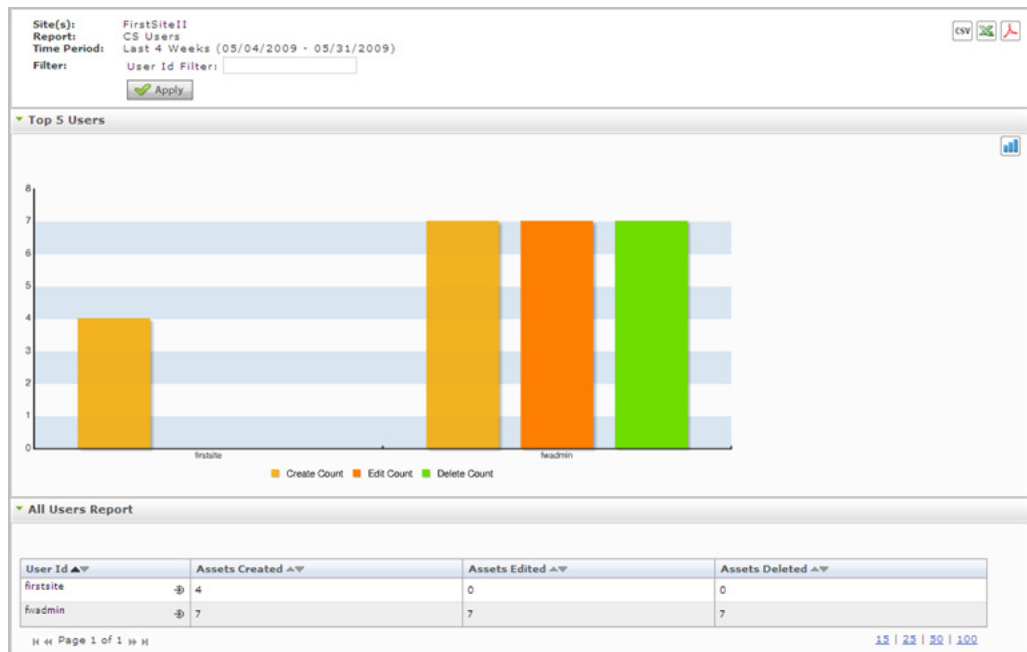 Site(s): FirstSiteII
Report: CS Users
Time Period: Last 4 Weeks (05/04/2009 - 05/31/2009)
Filter: User Id Filter:
Apply
CSV
Top 5 Users
8
7
6
5
4
3
2
1
0
firstsite fwadmin
Create Count Edit Count Delete Count
All Users Report
User Id Assets Created Assets Edited Assets Deleted
firstsite 4 0 0
fwadmin 7 7 7
Page 1 of 1 15 | 25 | 50 | 100